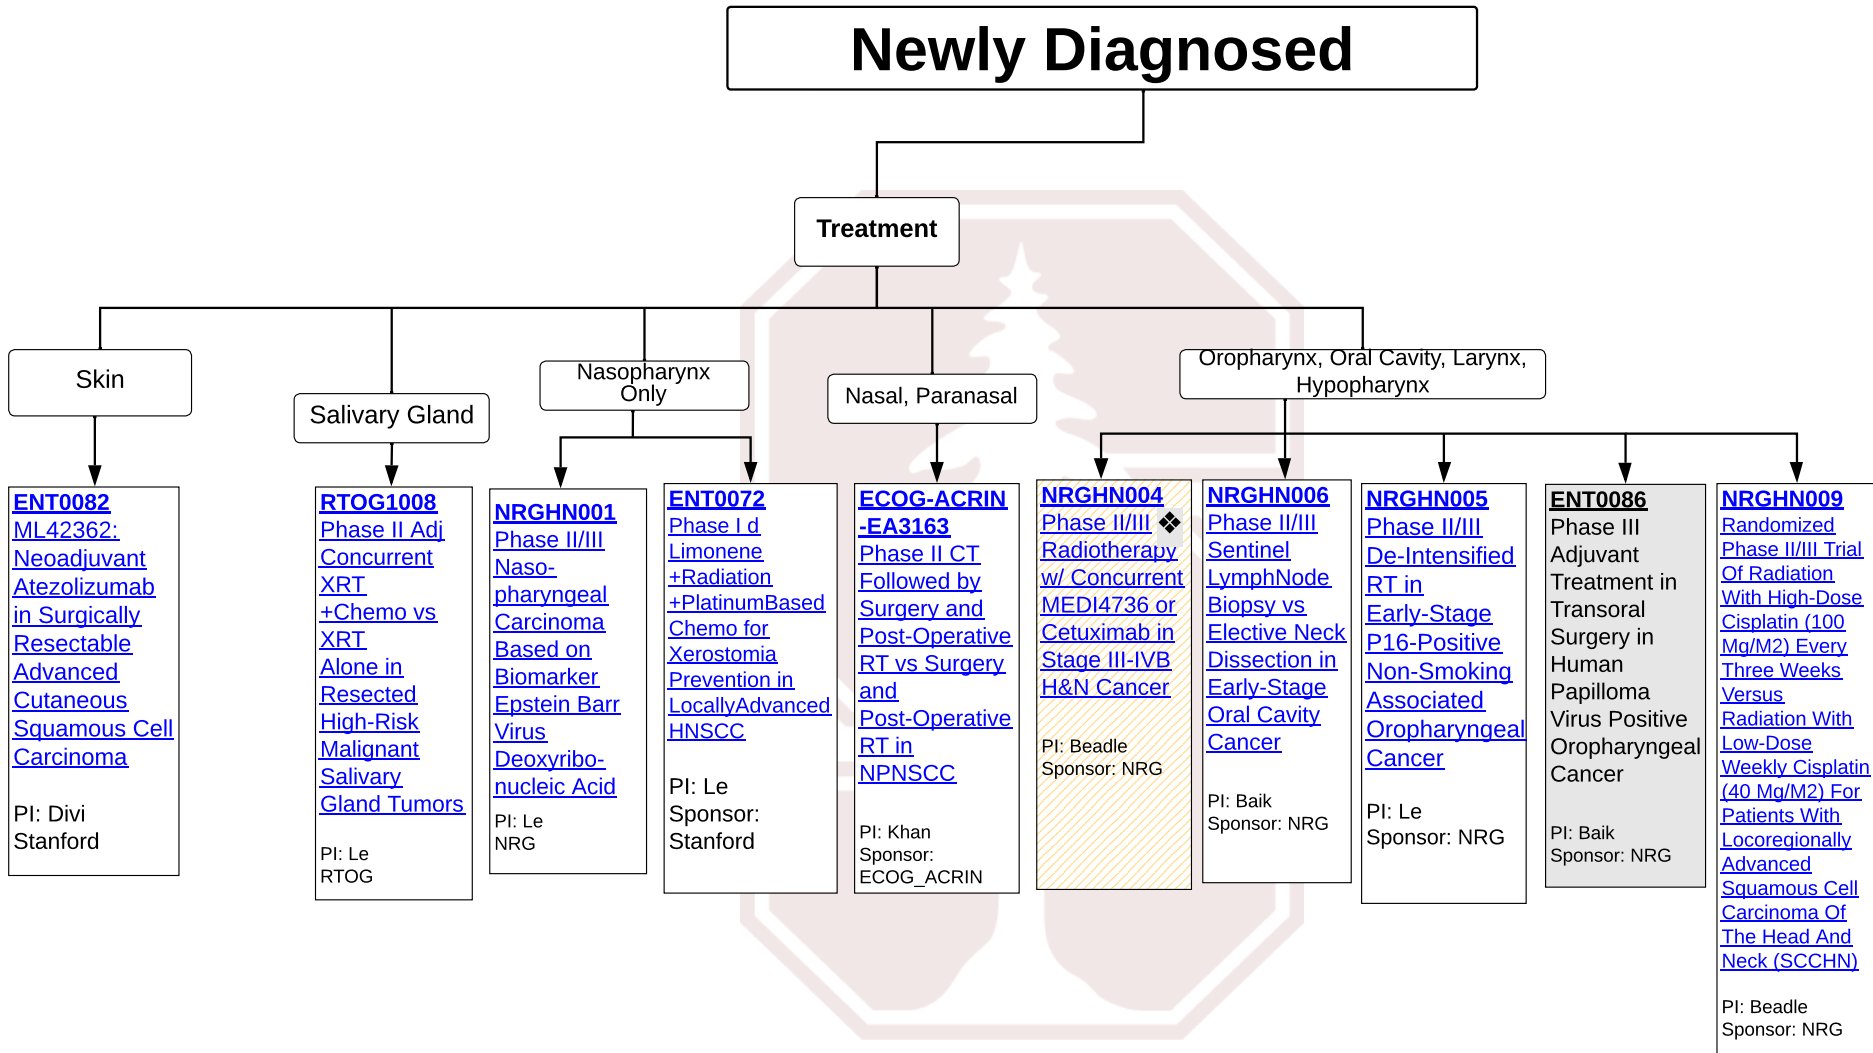 Newly Diagnosed
Treatment
Skin
Salivary Gland
Nasopharynx
Only
Nasal, Paranasal
Oropharynx, Oral Cavity, Larynx,
Hypopharynx
ENT0082
ML42362:
Neoadjuvant
Atezolizumab
in Surgically
Resectable
Advanced
Cutaneous
Squamous Cell
Carcinoma
PI: Divi
Stanford
RTOG1008
Phase II Adj
Concurrent
XRT
+Chemo vs
XRT
Alone in
Resected
High-Risk
Malignant
Salivary
Gland Tumors
PI: Le
RTOG
NRGHN001
Phase II/III
Naso-
pharyngeal
Carcinoma
Based on
Biomarker
Epstein Barr
Virus
Deoxyribo-
nucleic Acid
PI: Le
NRG
ENT0072
Phase I d
Limonene
+Radiation
+PlatinumBased
Chemo for
Xerostomia
Prevention in
LocallyAdvanced
HNSCC
PI: Le
Sponsor:
Stanford
ECOG-ACRIN
-EA3163
Phase II CT
Followed by
Surgery and
Post-Operative
RT vs Surgery
and
Post-Operative
RT in
NPNSCC
PI: Khan
Sponsor:
ECOG_ACRIN
NRGHN004
Phase II/III ❖
Radiotherapy
w/ Concurrent
MEDI4736 or
Cetuximab in
Stage III-IVB
H&N Cancer
PI: Beadle
Sponsor: NRG
NRGHN006
Phase II/III
Sentinel
LymphNode
Biopsy vs
Elective Neck
Dissection in
Early-Stage
Oral Cavity
Cancer
PI: Baik
Sponsor: NRG
NRGHN005
Phase II/III
De-Intensified
RT in
Early-Stage
P16-Positive
Non-Smoking
Associated
Oropharyngeal
Cancer
PI: Le
Sponsor: NRG
ENT0086
Phase III
Adjuvant
Treatment in
Transoral
Surgery in
Human
Papilloma
Virus Positive
Oropharyngeal
Cancer
PI: Baik
Sponsor: NRG
NRGHN009
Randomized
Phase II/III Trial
Of Radiation
With High-Dose
Cisplatin (100
Mg/M2) Every
Three Weeks
Versus
Radiation With
Low-Dose
Weekly Cisplatin
(40 Mg/M2) For
Patients With
Locoregionally
Advanced
Squamous Cell
Carcinoma Of
The Head And
Neck (SCCHN)
PI: Beadle
Sponsor: NRG